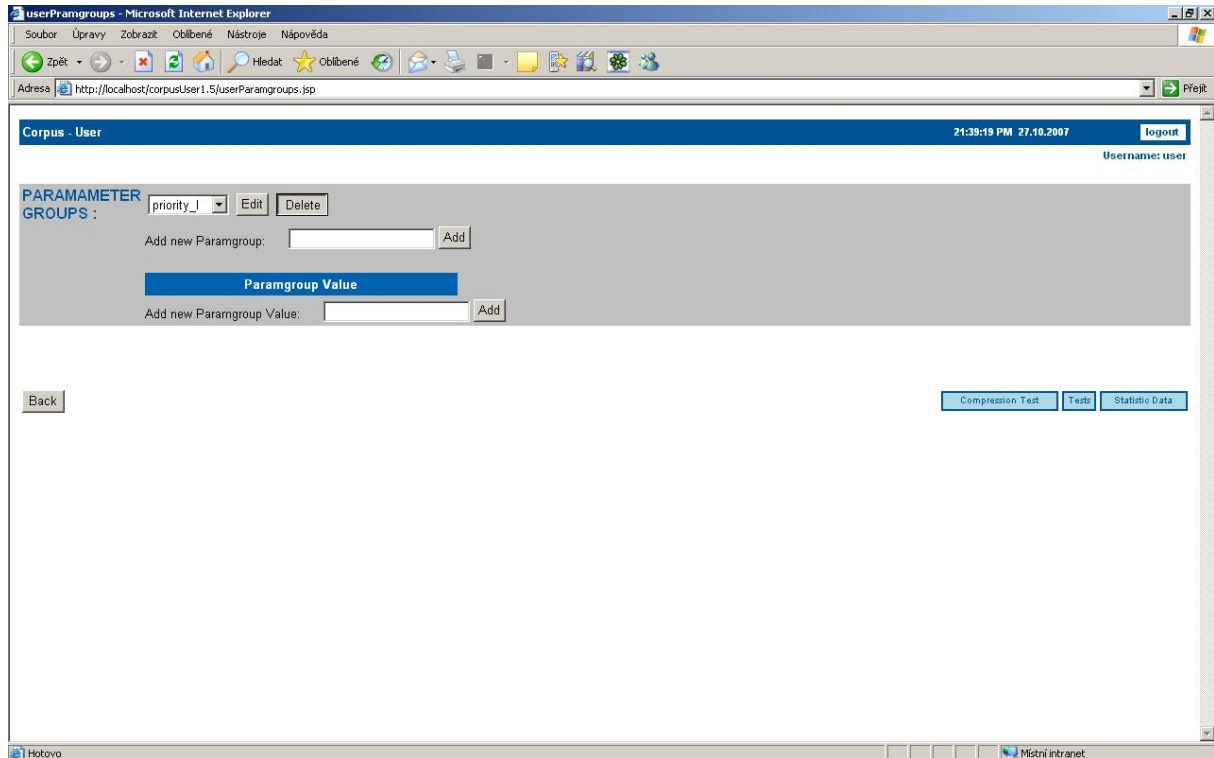 userPramgroups - Microsoft Internet Explorer
Soubor Úpravy Zobrazit Oblíbené Nástroje Nápověda
Zpět Hledat Oblíbené
Adresa http://localhost/corpusUser1.5/userParamgroups.jsp Přejít
Corpus - User 21:39:19 PM 27.10.2007 logout
Username: user
PARAMAMETER
GROUPS : priority_l Edit Delete
Add new Paramgroup: Add
Paramgroup Value
Add new Paramgroup Value: Add
Back Compression Test Tests Statistic Data
Hotovo Místní intranet